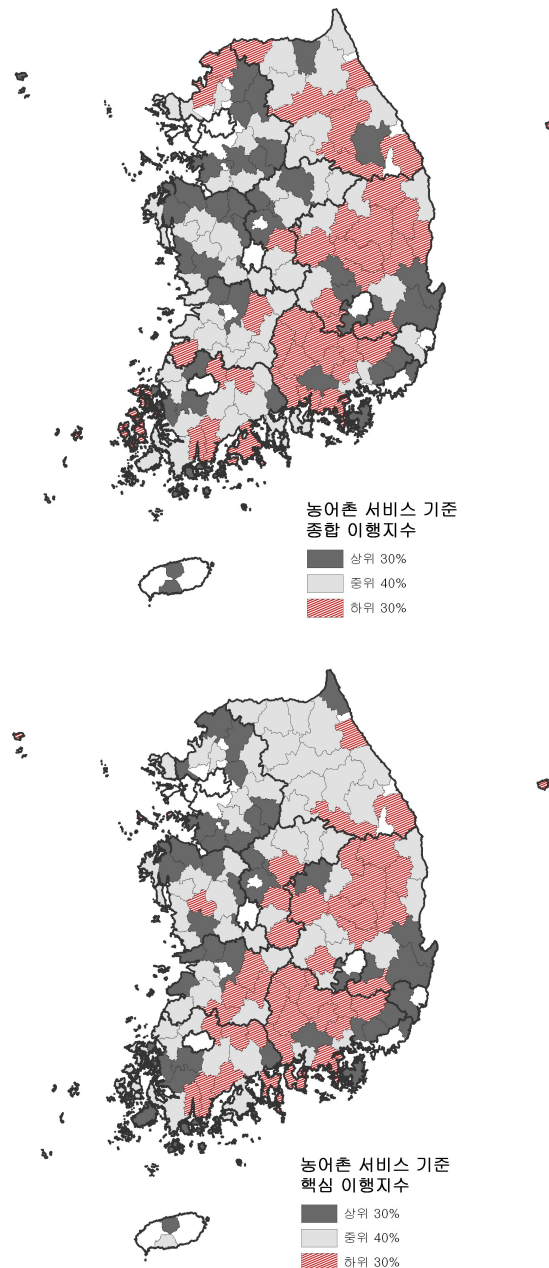 농어촌 서비스 기준
종합 이행지수
상위 30%
중위 40%
하위 30%
농어촌 서비스 기준
핵심 이행지수
상위 30%
중위 40%
하위 30%